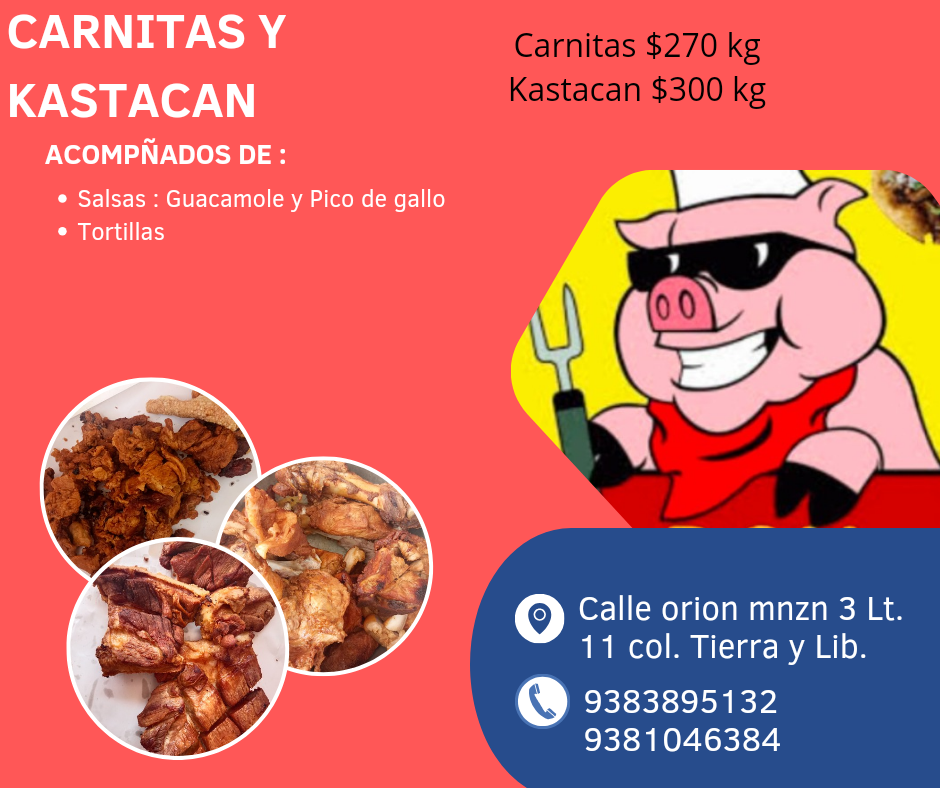 CARNITAS Y
KASTACAN
ACOMPÑADOS DE :
• Salsas : Guacamole y Pico de gallo
• Tortillas
Carnitas $270 kg
Kastacan $300 kg
Calle orion mnzn 3 Lt.
11 col. Tierra y Lib.
9383895132
9381046384